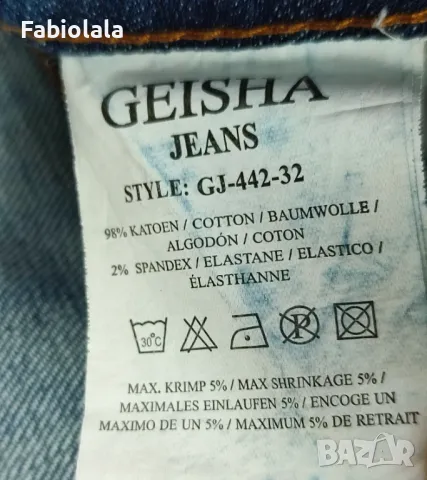 Fabiolala
GEISHA
JEANS
STYLE: GJ-442-32
98% KATOEN / COTTON / BAUMWOLLE /
ALGODÓN / COTON
2% SPANDEX / ELASTANE / ELASTICO /
ÉLASTHANNE
30°C P
MAX. KRIMP 5% / MAX SHRINKAGE 5% /
MAXIMALES EINLAUFEN 5% / ENCOGE UN
MAXIMO DE UN 5% / MAXIMUM 5% DE RETRAIT
BAZAR